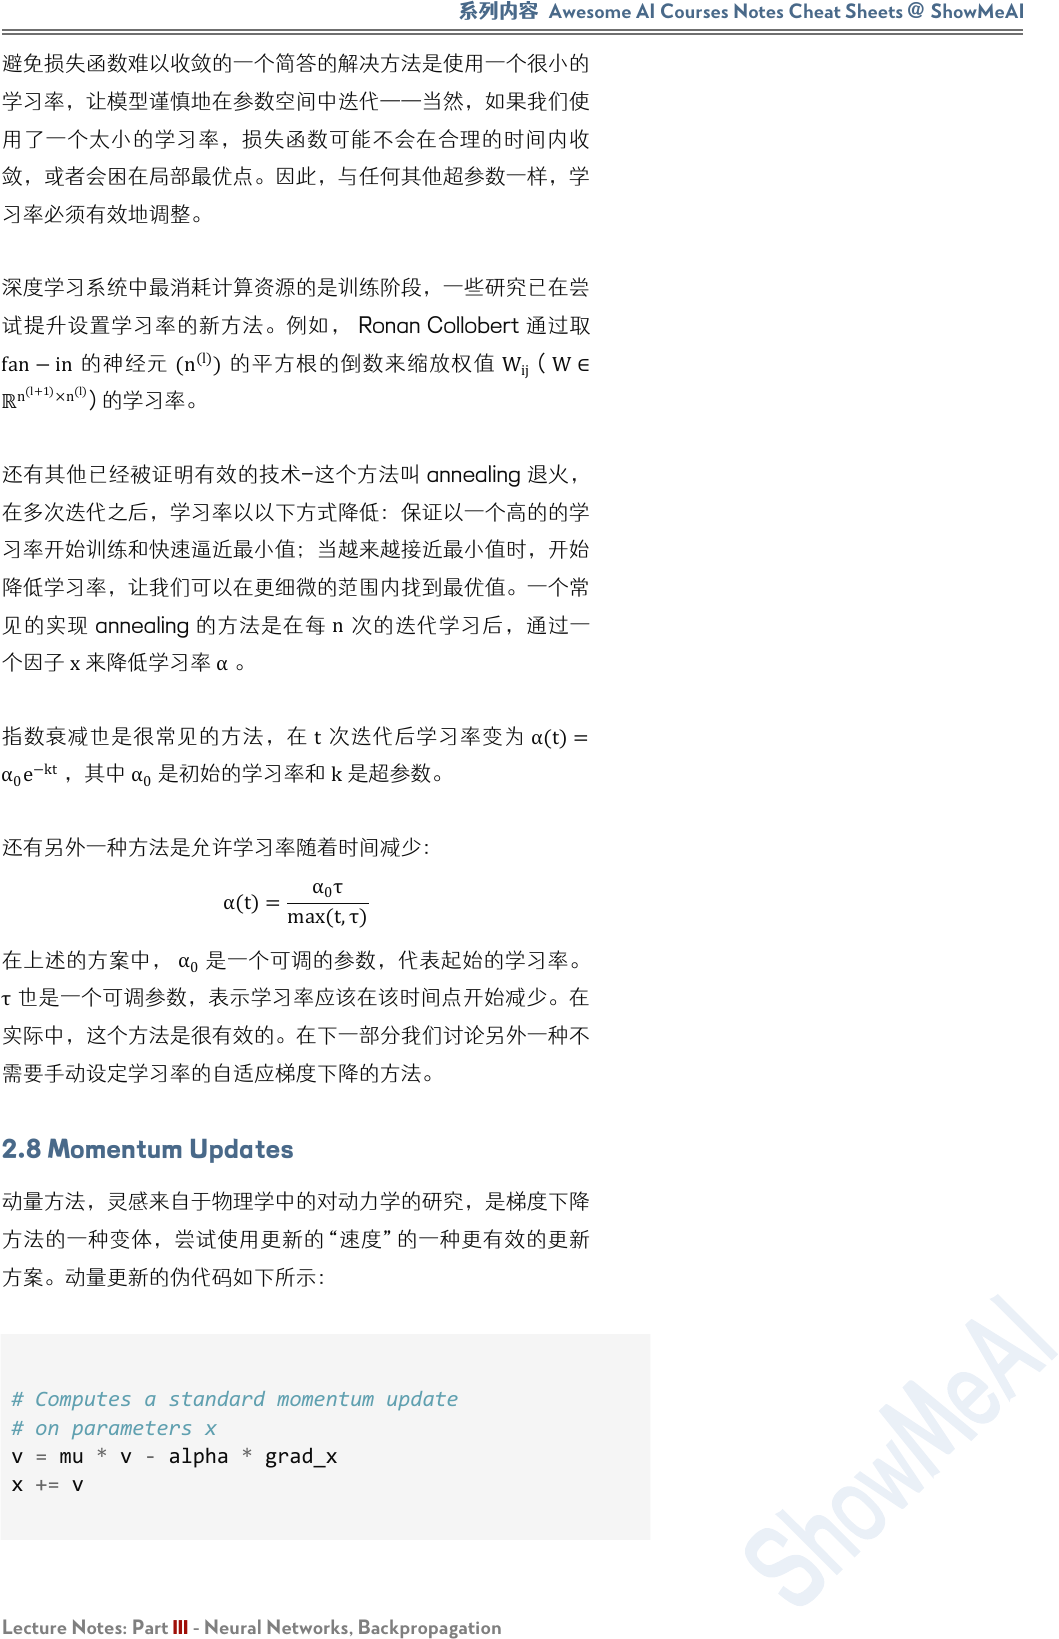 系列内容 Awesome AI Courses Notes Cheat Sheets @ ShowMeAI
避免损失函数难以收敛的一个简答的解决方法是使用一个很小的
学习率，让模型谨慎地在参数空间中迭代——当然，如果我们使
用了一个太小的学习率，损失函数可能不会在合理的时间内收
敛，或者会困在局部最优点。因此，与任何其他超参数一样，学
习率必须有效地调整。
深度学习系统中最消耗计算资源的是训练阶段，一些研究已在尝
试提升设置学习率的新方法。例如， Ronan Collobert 通过取
fan − in 的神经元 (n⁽ˡ⁾) 的平方根的倒数来缩放权值 Wᵢⱼ ( W ∈
ℝ^{n^{(l+1)}×n^{(l)}}) 的学习率。
还有其他已经被证明有效的技术-这个方法叫 annealing 退火，
在多次迭代之后，学习率以以下方式降低：保证以一个高的的学
习率开始训练和快速逼近最小值；当越来越接近最小值时，开始
降低学习率，让我们可以在更细微的范围内找到最优值。一个常
见的实现 annealing 的方法是在每 n 次的迭代学习后，通过一
个因子 x 来降低学习率 α 。
指数衰减也是很常见的方法，在 t 次迭代后学习率变为 α(t) =
α₀e^{−kt} ，其中 α₀ 是初始的学习率和 k 是超参数。
还有另外一种方法是允许学习率随着时间减少：
α(t) = α₀τ / max(t, τ)
在上述的方案中， α₀ 是一个可调的参数，代表起始的学习率。
τ 也是一个可调参数，表示学习率应该在该时间点开始减少。在
实际中，这个方法是很有效的。在下一部分我们讨论另外一种不
需要手动设定学习率的自适应梯度下降的方法。
2.8 Momentum Updates
动量方法，灵感来自于物理学中的对动力学的研究，是梯度下降
方法的一种变体，尝试使用更新的“速度”的一种更有效的更新
方案。动量更新的伪代码如下所示：
# Computes a standard momentum update
# on parameters x
v = mu * v - alpha * grad_x
x += v
ShowMeAI
Lecture Notes: Part III - Neural Networks, Backpropagation